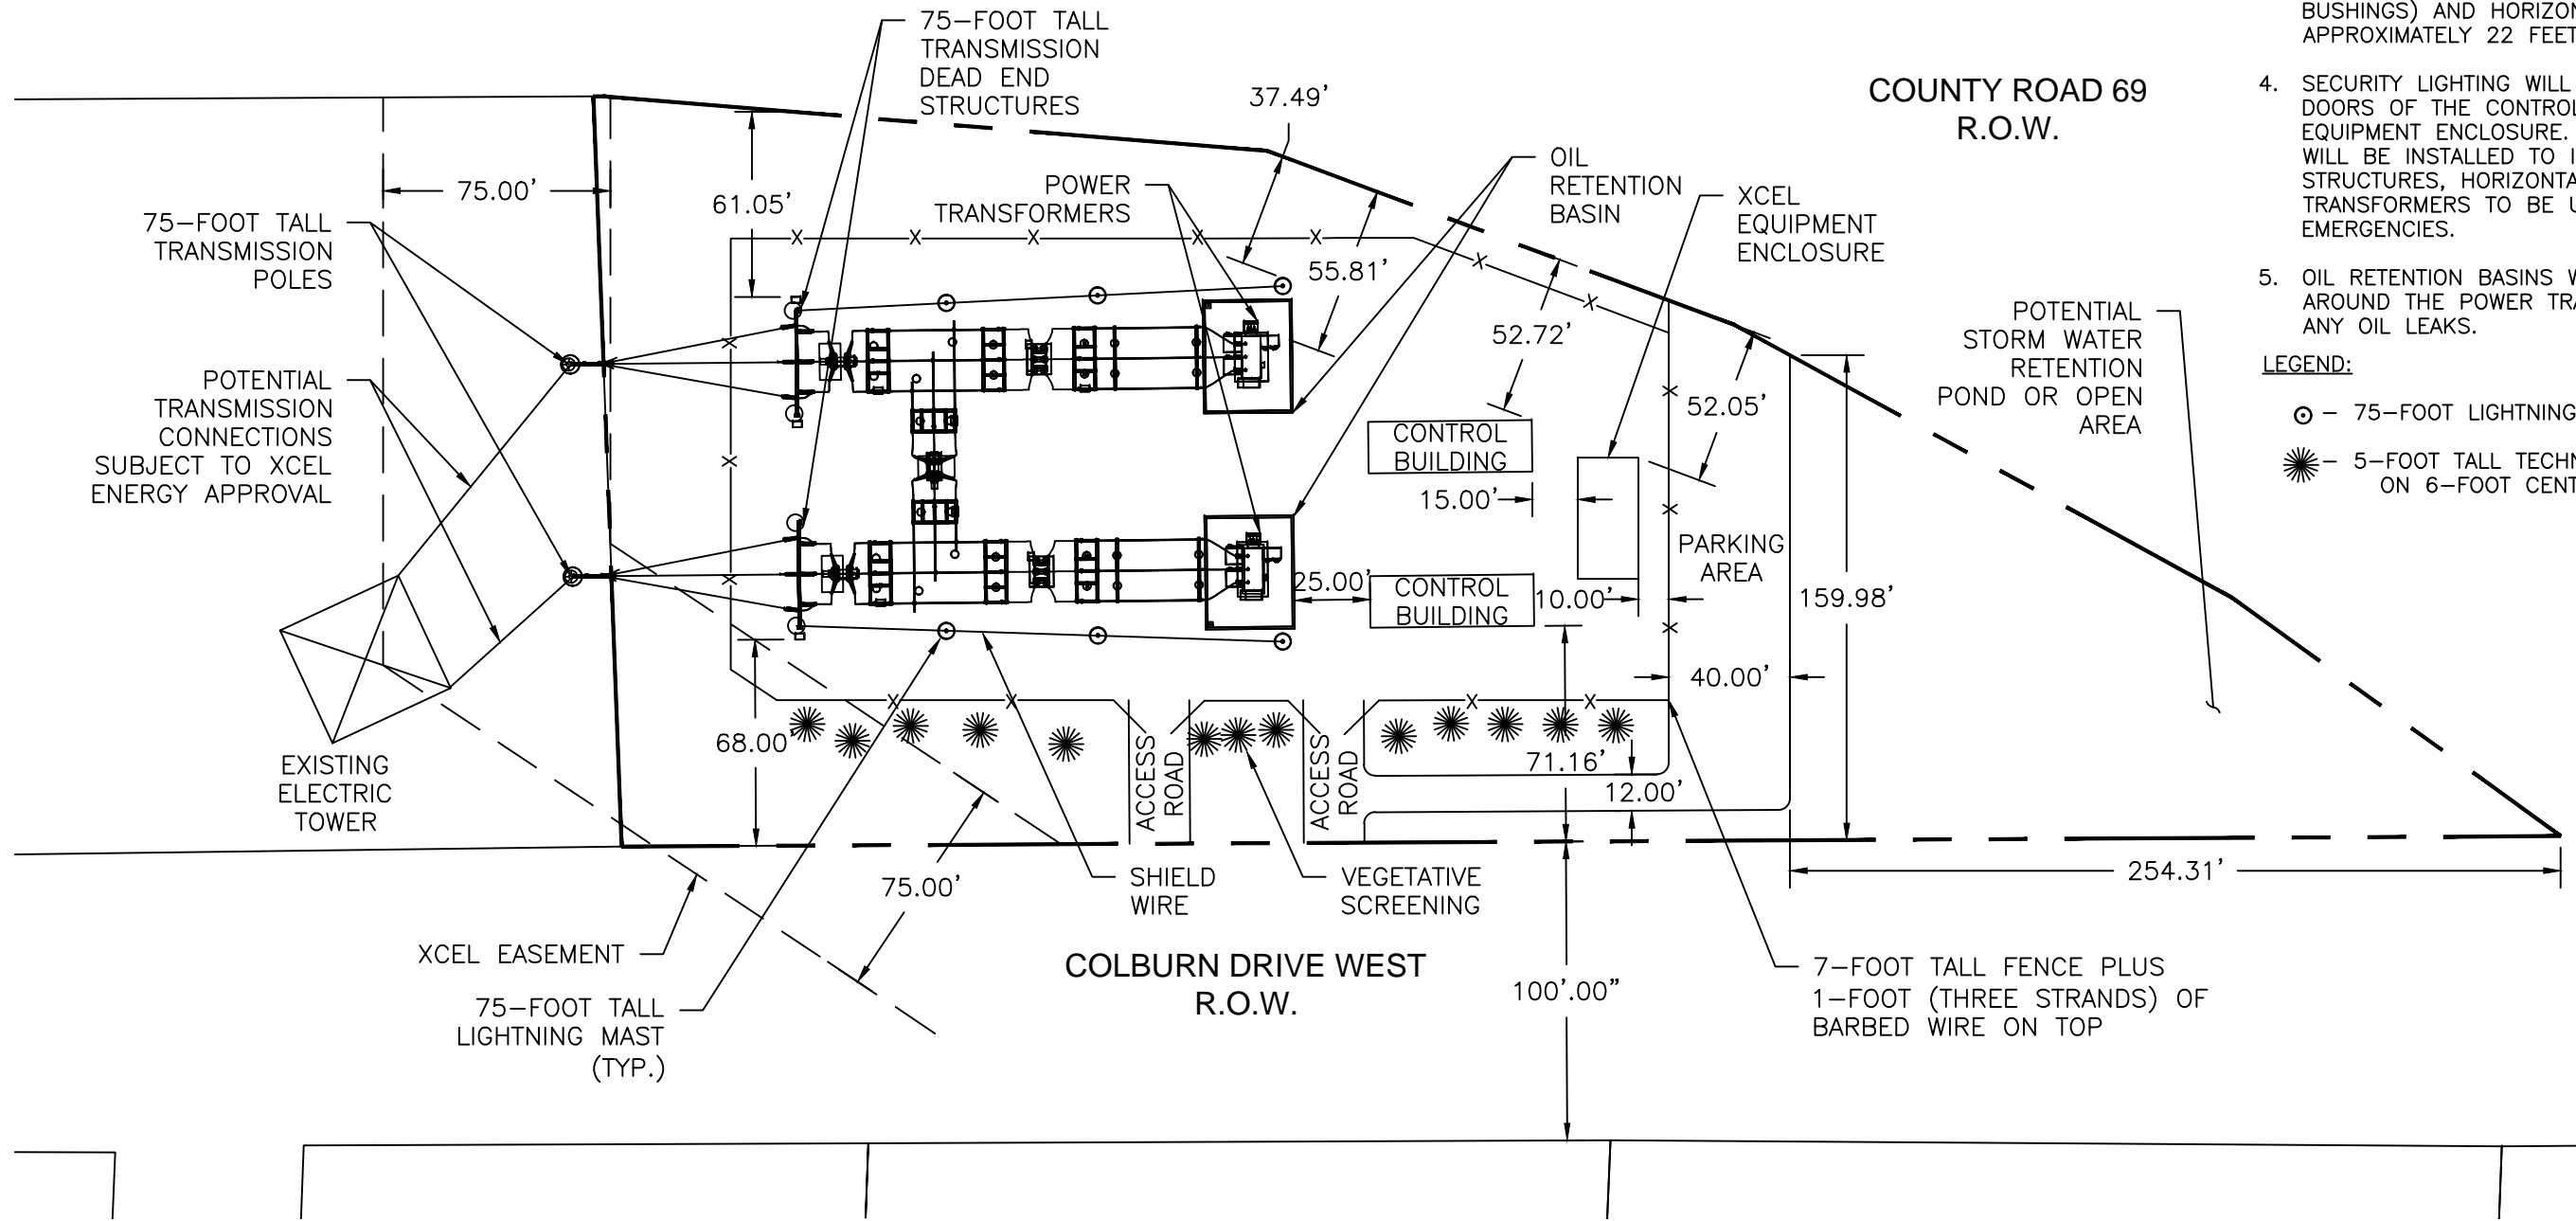 75-FOOT TALL
TRANSMISSION
DEAD END
STRUCTURES
37.49'
COUNTY ROAD 69
R.O.W.
BUSHINGS) AND
APPROXIMATELY 22 FEET
4. SECURITY LIGHTING WILL
DOORS OF THE
EQUIPMENT ENCLOSURE.
WILL BE INSTALLED TO
STRUCTURES,
TRANSFORMERS TO BE
EMERGENCIES.
5. OIL RETENTION BASINS
AROUND THE POWER
ANY OIL LEAKS.
LEGEND:
- 75-FOOT LIGHTNING
- 5-FOOT TALL
ON 6-FOOT
75.00'
61.05'
POWER
TRANSFORMERS
OIL
RETENTION
BASIN
XCEL
EQUIPMENT
ENCLOSURE
75-FOOT TALL
TRANSMISSION
POLES
55.81'
52.72'
POTENTIAL
STORM WATER
RETENTION
POND OR OPEN
AREA
POTENTIAL
TRANSMISSION
CONNECTIONS
SUBJECT TO XCEL
ENERGY APPROVAL
52.05'
CONTROL
BUILDING
15.00'
PARKING
AREA
25.00'
CONTROL
BUILDING
10.00'
159.98'
40.00'
68.00'
EXISTING
ELECTRIC
TOWER
ACCESS
ROAD
ACCESS
ROAD
71.16'
12.00'
75.00'
SHIELD
WIRE
VEGETATIVE
SCREENING
254.31'
XCEL EASEMENT
COLBURN DRIVE WEST
R.O.W.
75-FOOT TALL
LIGHTNING MAST
(TYP.)
100'.00"
7-FOOT TALL FENCE PLUS
1-FOOT (THREE STRANDS) OF
BARBED WIRE ON TOP
X X X X X X X X X X X X X X X X X